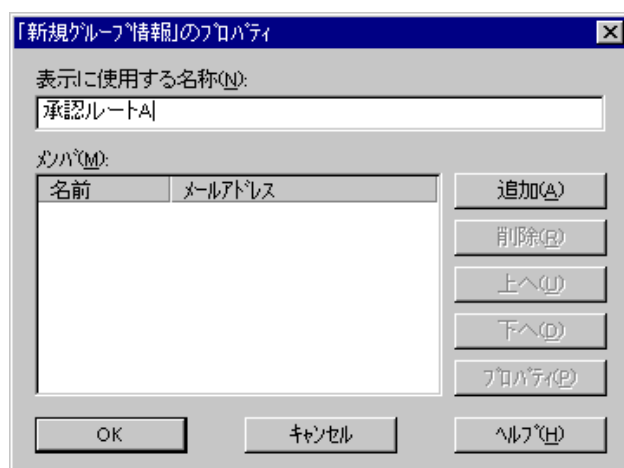 「新規ｸﾞﾙｰﾌﾟ情報」のﾌﾟﾛﾊﾟﾃｨ
表示に使用する名称(N):
承認ルートA
ﾒﾝﾊﾞ(M):
名前 ﾒｰﾙｱﾄﾞﾚｽ
追加(A)
削除(R)
上へ(U)
下へ(D)
ﾌﾟﾛﾊﾟﾃｨ(P)
OK ｷｬﾝｾﾙ ﾍﾙﾌﾟ(H)